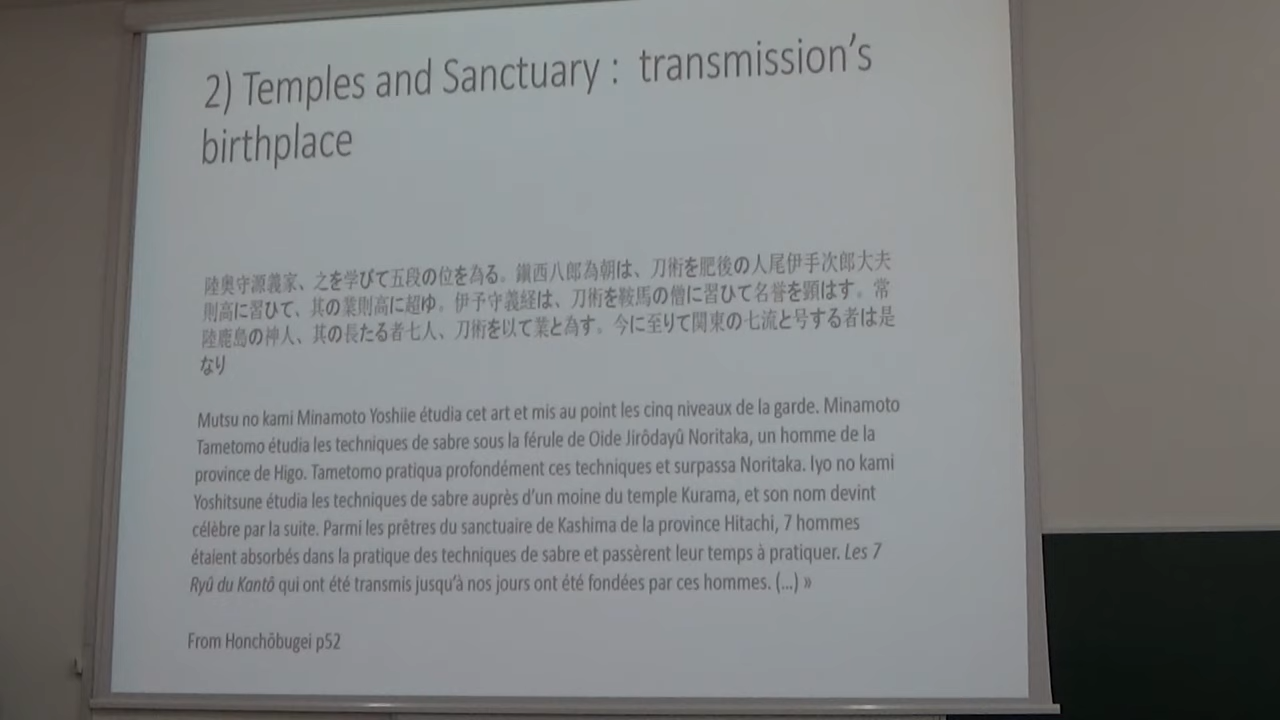 2) Temples and Sanctuary : transmission's
birthplace
陸奥守源義家、之を学びて五段の位を為る。鎭西八郎為朝は、刀術を肥後の人尾伊手次郎大夫
則高に習ひて、其の業則高に超ゆ。伊予守義経は、刀術を鞍馬の僧に習ひて名誉を顕はす。常
陸鹿島の神人、其の長たる者七人、刀術を以て業と為す。今に至りて関東の七流と号する者は是
なり
Mutsu no kami Minamoto Yoshiie étudia cet art et mis au point les cinq niveaux de la garde. Minamoto
Tametomo étudia les techniques de sabre sous la férule de Oide Jirôdayû Noritaka, un homme de la
province de Higo. Tametomo pratiqua profondément ces techniques et surpassa Noritaka. Iyo no kami
Yoshitsune étudia les techniques de sabre auprès d'un moine du temple Kurama, et son nom devint
célèbre par la suite. Parmi les prêtres du sanctuaire de Kashima de la province Hitachi, 7 hommes
étaient absorbés dans la pratique des techniques de sabre et passèrent leur temps à pratiquer. Les 7
Ryû du Kantô qui ont été transmis jusqu'à nos jours ont été fondées par ces hommes. (...) »
From Honchōbugei p52